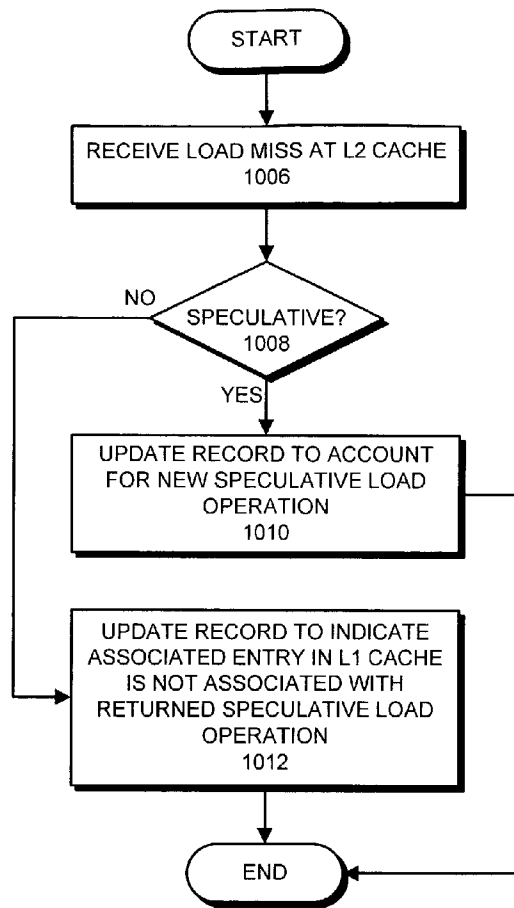 START
RECEIVE LOAD MISS AT L2 CACHE
1006
NO
SPECULATIVE?
1008
YES
UPDATE RECORD TO ACCOUNT
FOR NEW SPECULATIVE LOAD
OPERATION
1010
UPDATE RECORD TO INDICATE
ASSOCIATED ENTRY IN L1 CACHE
IS NOT ASSOCIATED WITH
RETURNED SPECULATIVE LOAD
OPERATION
1012
END